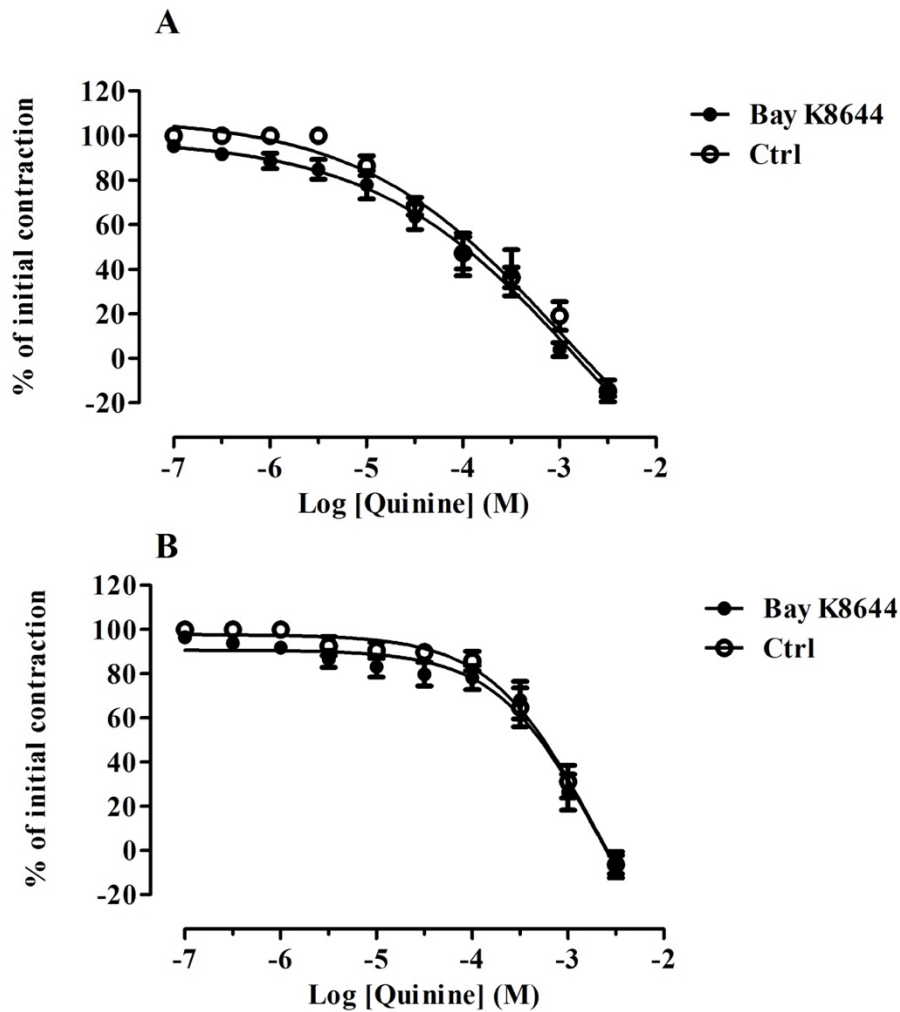 A
120
100
80
60
40
20
0
-20
% of initial contraction
Bay K8644
Ctrl
-7 -6 -5 -4 -3 -2
Log [Quinine] (M)
B
120
100
80
60
40
20
0
-20
% of initial contraction
Bay K8644
Ctrl
-7 -6 -5 -4 -3 -2
Log [Quinine] (M)